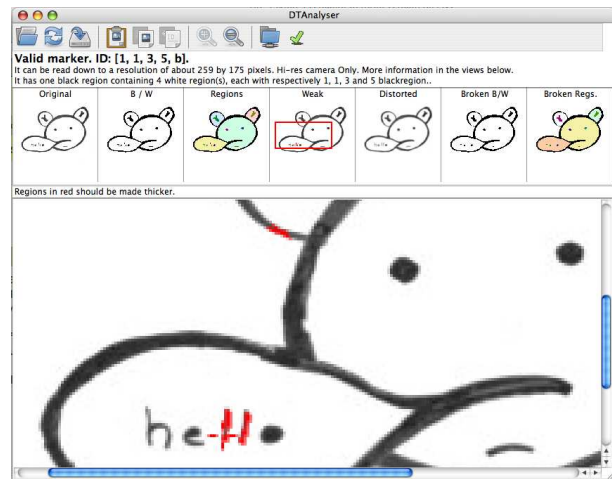 DTAnalyser
Valid marker. ID: [1, 1, 3, 5, b].
It can be read down to a resolution of about 259 by 175 pixels. Hi-res camera Only. More information in the views below.
It has one black region containing 4 white region(s), each with respectively 1, 1, 3 and 5 blackregion..
Original B / W Regions Weak Distorted Broken B/W Broken Regs.
Regions in red should be made thicker.
hello